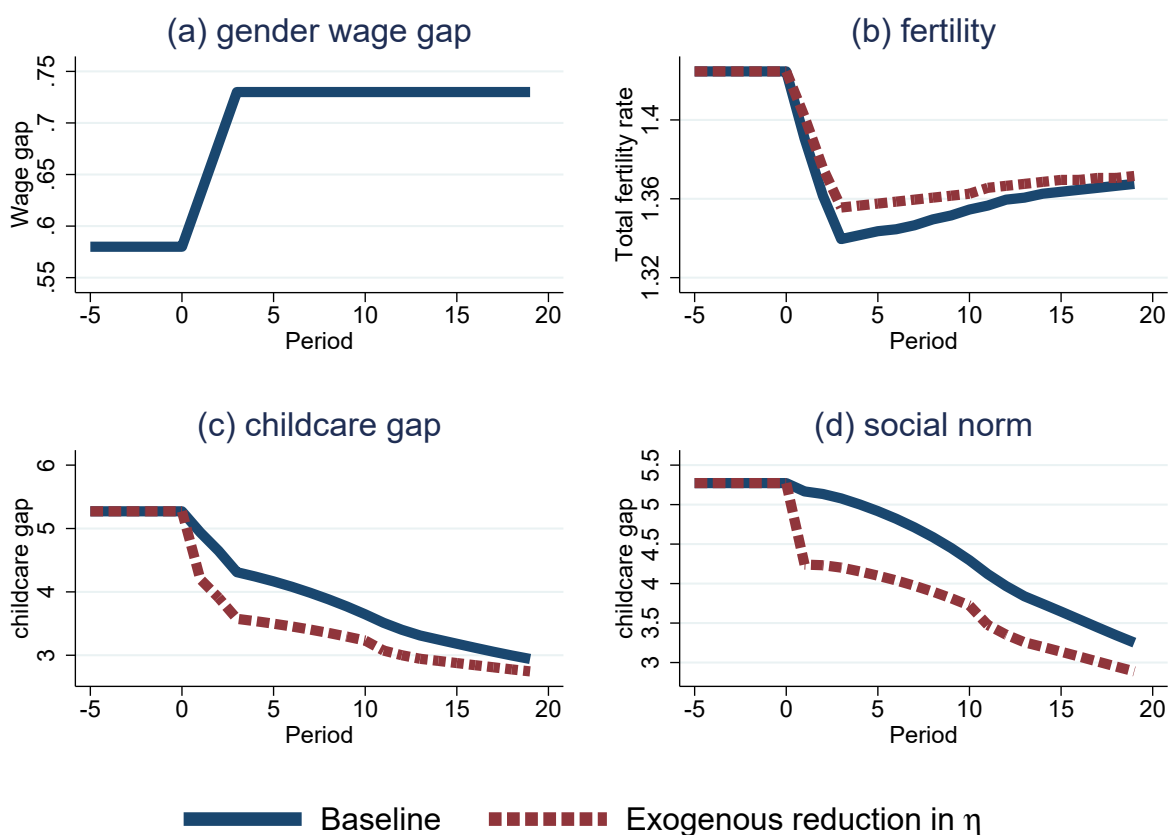 (a) gender wage gap
Wage gap
.75
.7
.65
.6
.55
-5 0 5 10 15 20
Period
(b) fertility
Total fertility rate
1.4
1.36
1.32
-5 0 5 10 15 20
Period
(c) childcare gap
childcare gap
6
5
4
3
-5 0 5 10 15 20
Period
(d) social norm
childcare gap
5.5
5
4.5
4
3.5
3
-5 0 5 10 15 20
Period
Baseline Exogenous reduction in η